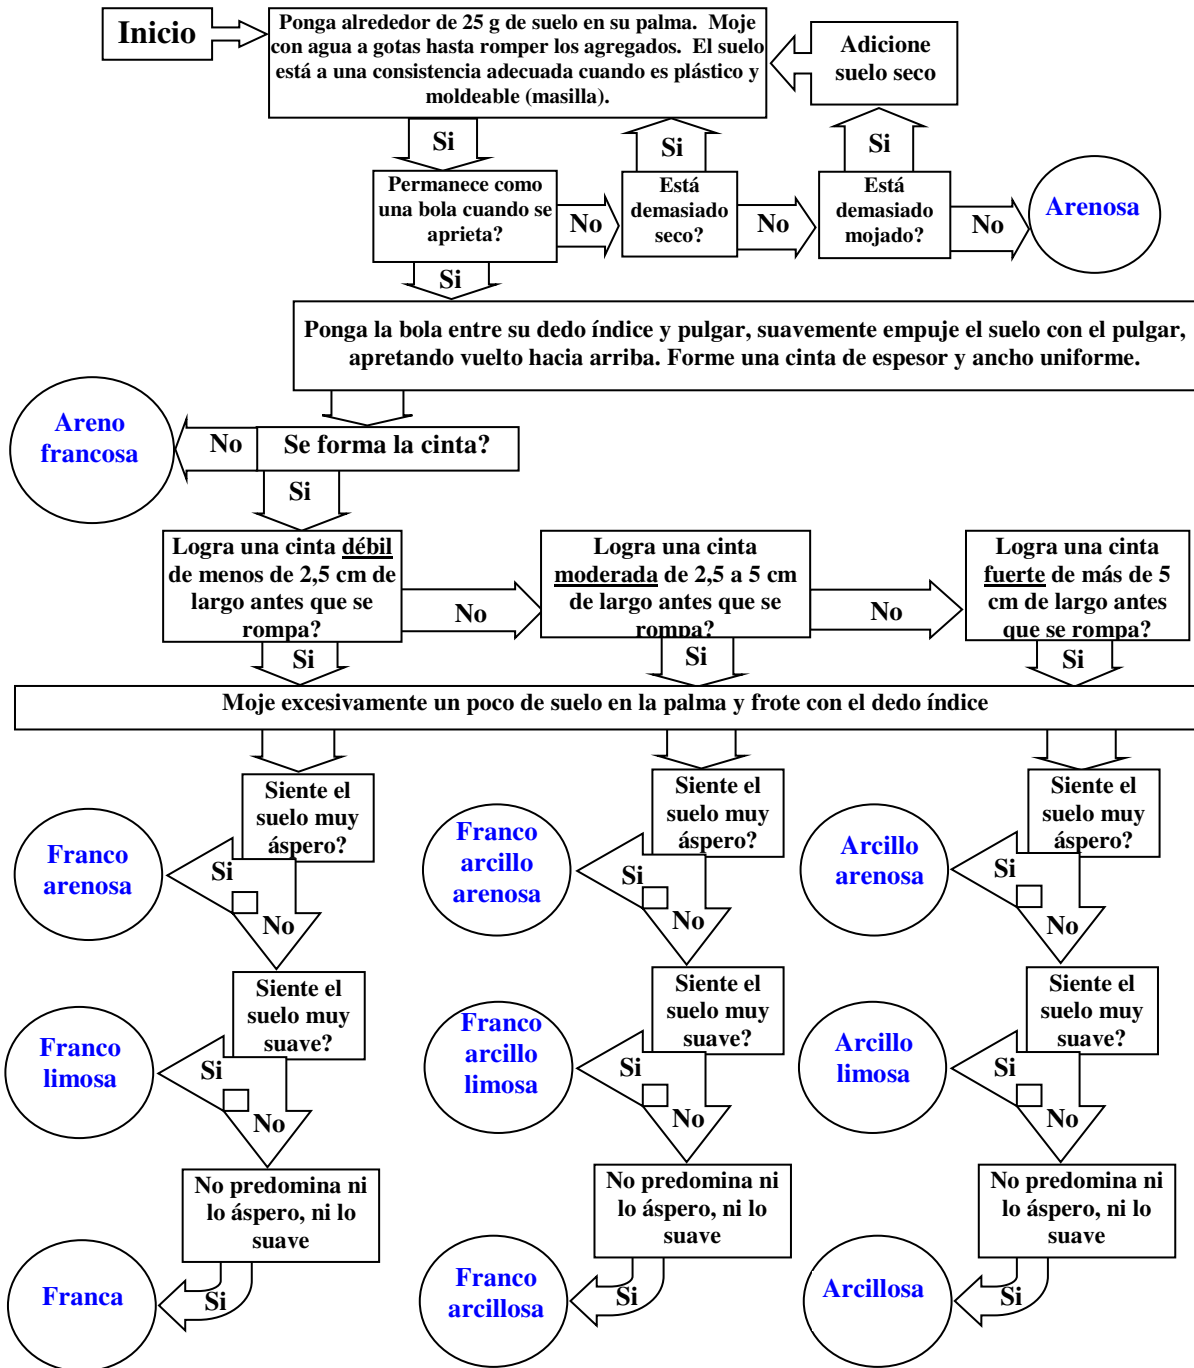 Inicio
Ponga alrededor de 25 g de suelo en su palma. Moje
con agua a gotas hasta romper los agregados. El suelo
está a una consistencia adecuada cuando es plástico y
moldeable (masilla).
Adicione
suelo seco
Si
Si
Si
Permanece como
una bola cuando se
aprieta?
No
Está
demasiado
seco?
No
Está
demasiado
mojado?
No
Arenosa
Si
Ponga la bola entre su dedo índice y pulgar, suavemente empuje el suelo con el pulgar,
apretando vuelto hacia arriba. Forme una cinta de espesor y ancho uniforme.
Areno
francosa
No
Se forma la cinta?
Si
Logra una cinta débil
de menos de 2,5 cm de
largo antes que se
rompa?
No
Logra una cinta
moderada de 2,5 a 5 cm
de largo antes que se
rompa?
No
Logra una cinta
fuerte de más de 5
cm de largo antes
que se rompa?
Si
Si
Si
Moje excesivamente un poco de suelo en la palma y frote con el dedo índice
Siente el
suelo muy
áspero?
Si
No
Franco
arenosa
Siente el
suelo muy
áspero?
Si
No
Franco
arcillo
arenosa
Siente el
suelo muy
áspero?
Si
No
Arcillo
arenosa
Siente el
suelo muy
suave?
Si
No
Franco
limosa
Siente el
suelo muy
suave?
Si
No
Franco
arcillo
limosa
Siente el
suelo muy
suave?
Si
No
Arcillo
limosa
No predomina ni
lo áspero, ni lo
suave
Si
Franca
No predomina ni
lo áspero, ni lo
suave
Si
Franco
arcillosa
No predomina ni
lo áspero, ni lo
suave
Si
Arcillosa